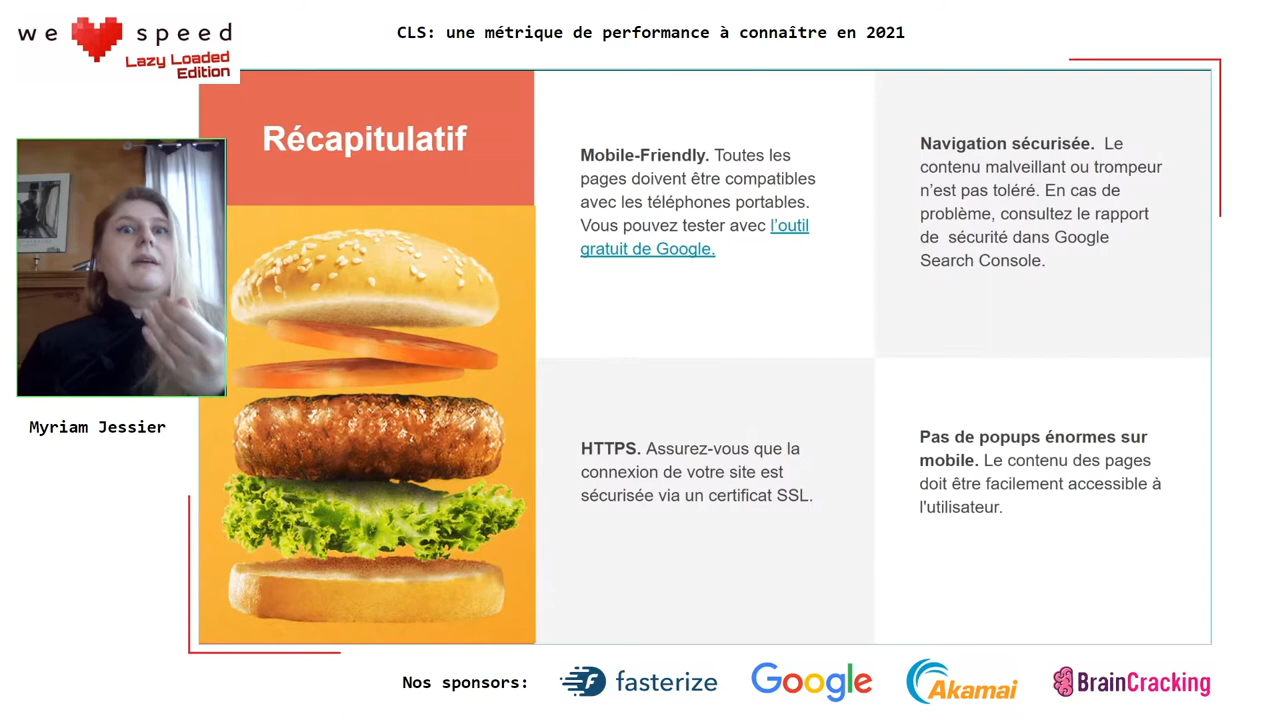 we speed
Lazy Loaded
Edition
CLS: une métrique de performance à connaître en 2021
Récapitulatif
Mobile-Friendly. Toutes les
pages doivent être compatibles
avec les téléphones portables.
Vous pouvez tester avec l’outil
gratuit de Google.
Navigation sécurisée. Le
contenu malveillant ou trompeur
n’est pas toléré. En cas de
problème, consultez le rapport
de sécurité dans Google
Search Console.
Myriam Jessier
HTTPS. Assurez-vous que la
connexion de votre site est
sécurisée via un certificat SSL.
Pas de popups énormes sur
mobile. Le contenu des pages
doit être facilement accessible à
l'utilisateur.
Nos sponsors: fasterize Google Akamai BrainCracking